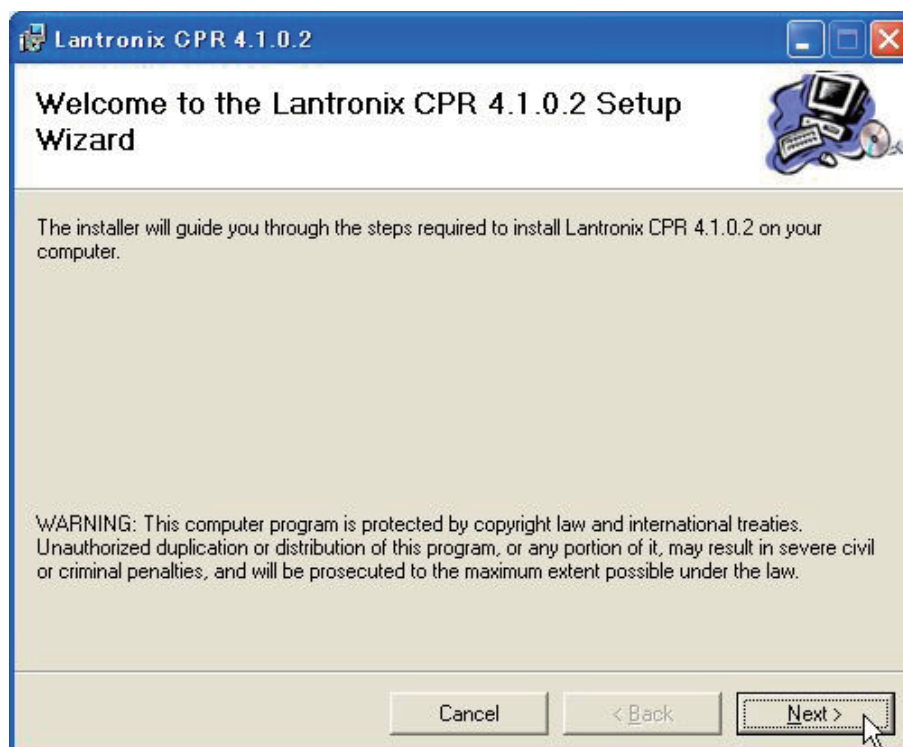 Lantronix CPR 4.1.0.2
Welcome to the Lantronix CPR 4.1.0.2 Setup
Wizard
The installer will guide you through the steps required to install Lantronix CPR 4.1.0.2 on your
computer.
WARNING: This computer program is protected by copyright law and international treaties.
Unauthorized duplication or distribution of this program, or any portion of it, may result in severe civil
or criminal penalties, and will be prosecuted to the maximum extent possible under the law.
Cancel < Back Next >